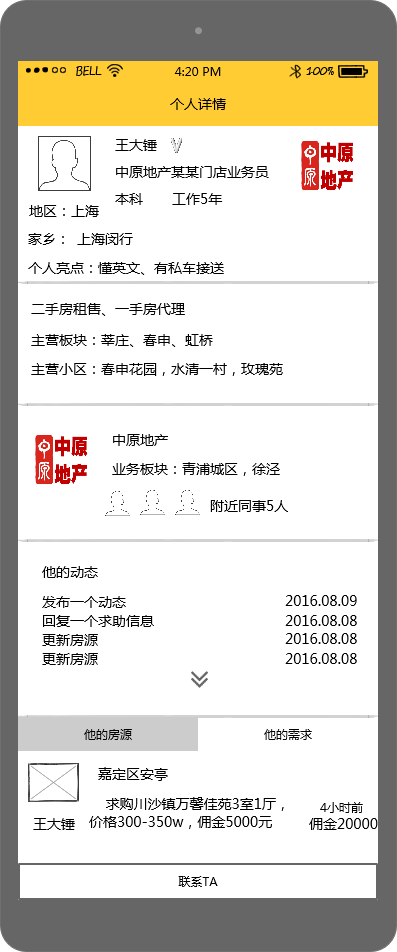 BELL 4:20 PM 100%
个人详情
王大锤 V
中原地产某某门店业务员
本科 工作5年
中原地产
地区：上海
家乡： 上海闵行
个人亮点：懂英文、有私车接送
二手房租售、一手房代理
主营板块：莘庄、春申、虹桥
主营小区：春申花园，水清一村，玫瑰苑
中原地产
中原地产
业务板块：青浦城区，徐泾
附近同事5人
他的动态
发布一个动态 2016.08.09
回复一个求助信息 2016.08.08
更新房源 2016.08.08
更新房源 2016.08.08
他的房源 他的需求
嘉定区安亭
求购川沙镇万馨佳苑3室1厅，
价格300-350w，佣金5000元
王大锤
4小时前
佣金20000
联系TA